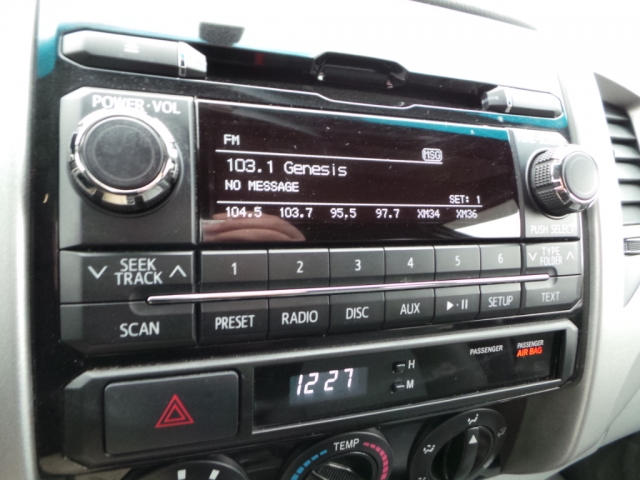 POWER·VOL
FM
MSG
103.1 Genesis
NO MESSAGE
SET: 1
104.5 103.7 95.5 97.7 XM34 XM36
PUSH SELECT
SEEK
TRACK
1 2 3 4 5 6
TYPE
FOLDER
SCAN
PRESET RADIO DISC AUX SETUP TEXT
12 27
H
M
PASSENGER
PASSENGER
AIR BAG
TEMP